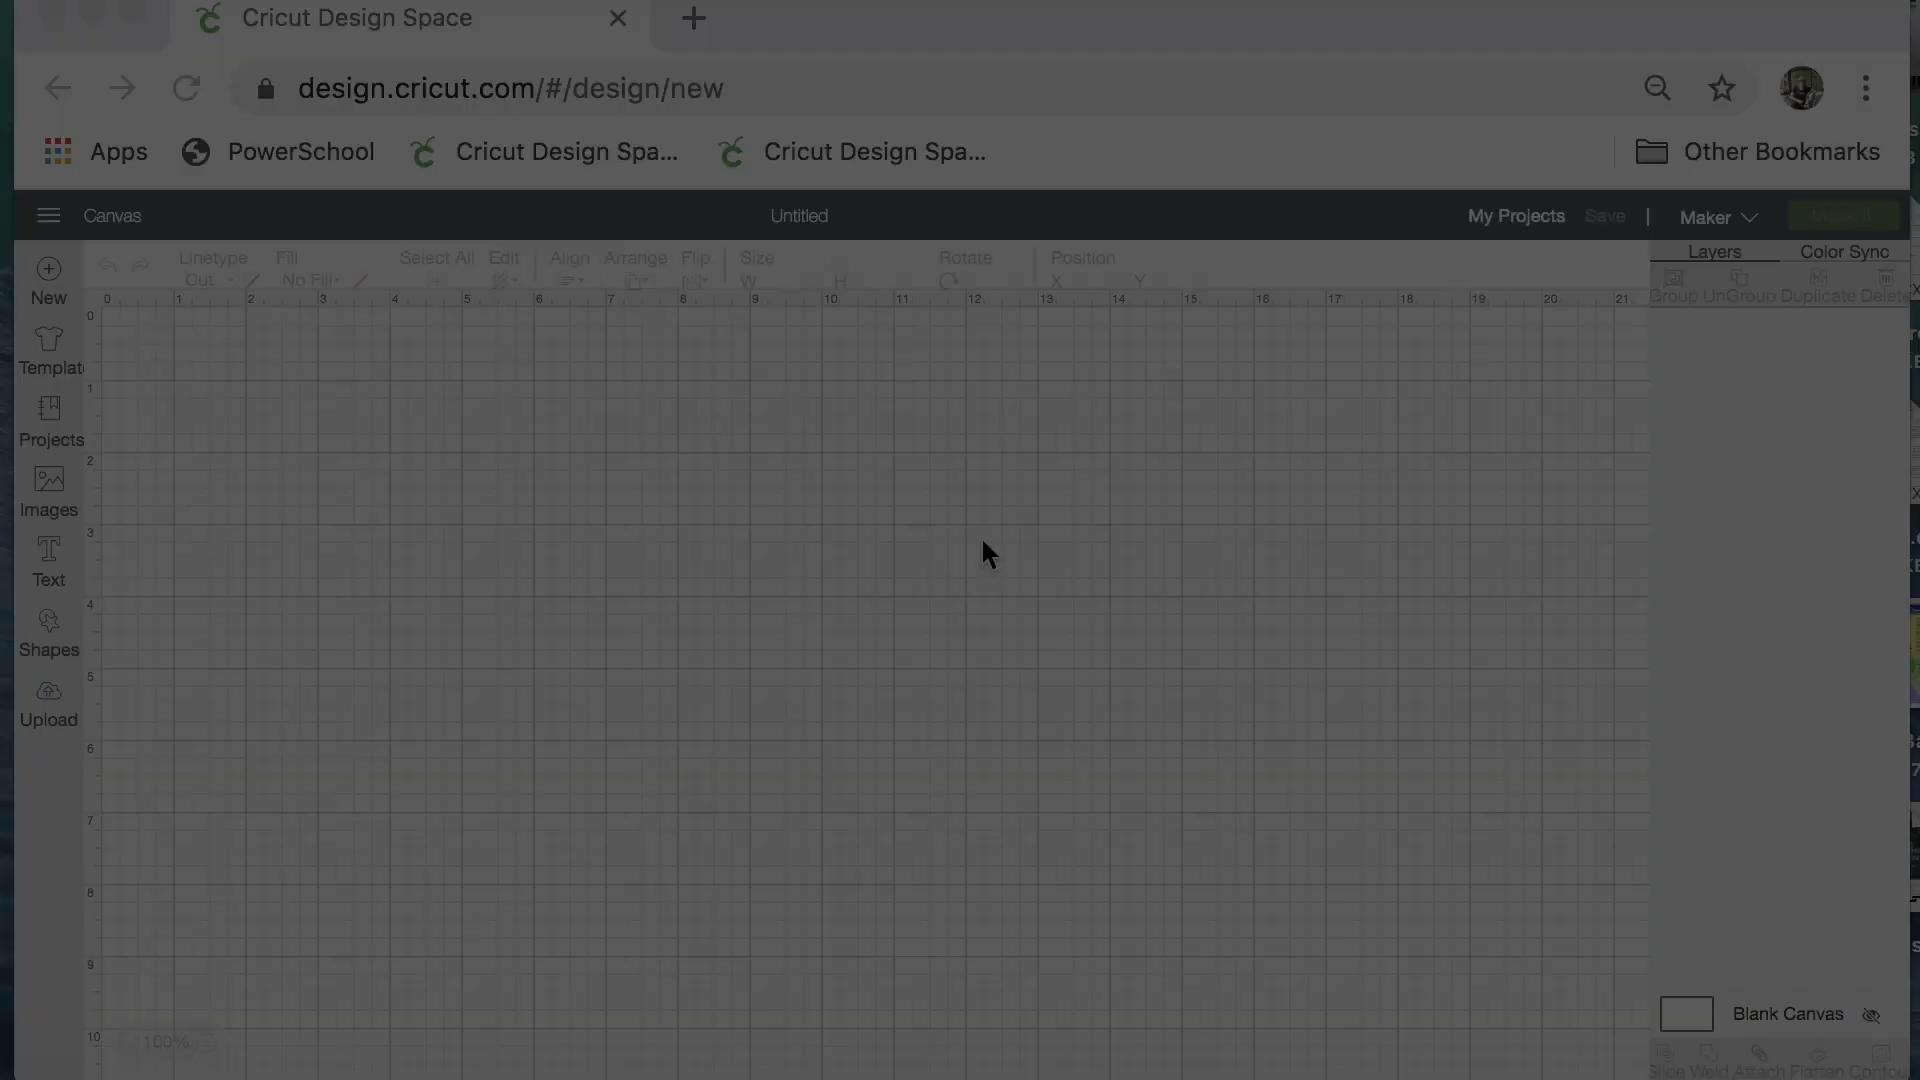 Cricut Design Space
design.cricut.com/#/design/new
Apps PowerSchool Cricut Design Spa... Cricut Design Spa... Other Bookmarks
Canvas Untitled My Projects Save | Maker
Linetype Fill Select All Edit Align Arrange Flip Size Rotate Position Layers Color Sync
Cut No Fill W H X Y
Group UnGroup Duplicate Delete
0 1 2 3 4 5 6 7 8 9 10 11 12 13 14 15 16 17 18 19 20 21
New
Templat
Projects
Images
Text
Shapes
Upload
0
1
2
3
4
5
6
7
8
9
10
100%
Blank Canvas
Slice Weld Attach Flatten Contou